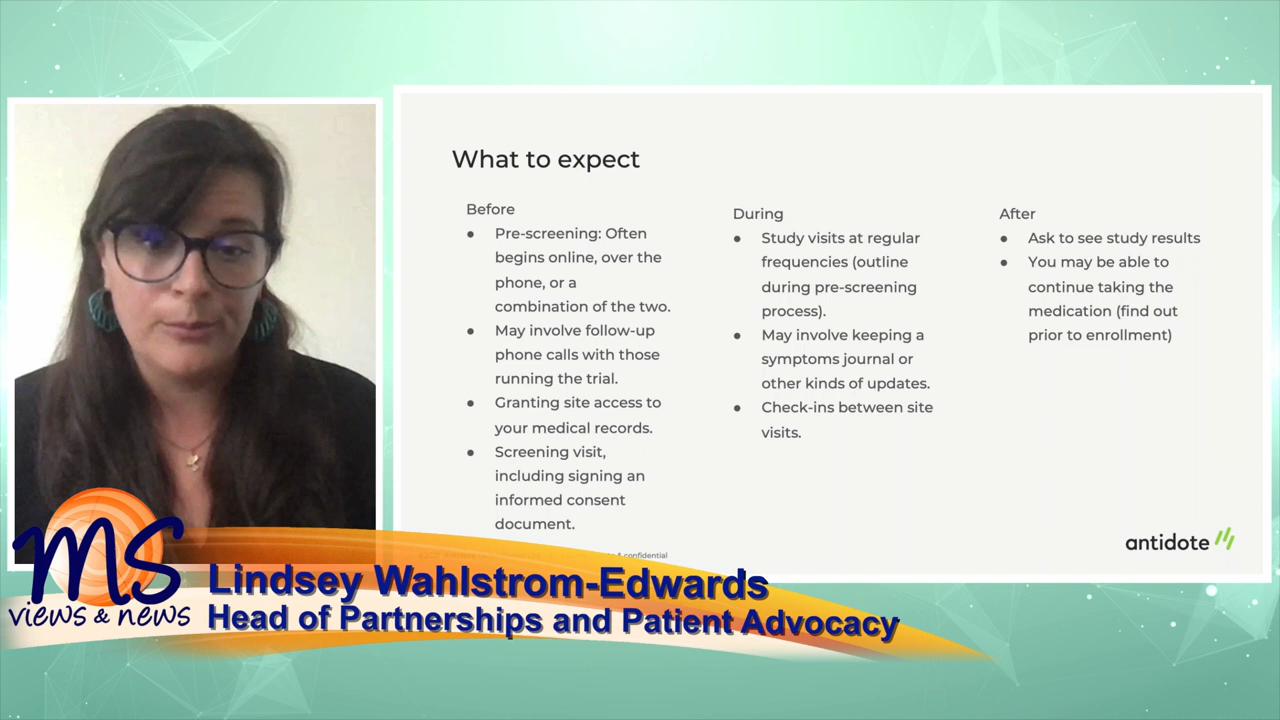 What to expect
Before
● Pre-screening: Often
begins online, over the
phone, or a
combination of the two.
● May involve follow-up
phone calls with those
running the trial.
● Granting site access to
your medical records.
● Screening visit,
including signing an
informed consent
document.
During
● Study visits at regular
frequencies (outline
during pre-screening
process).
● May involve keeping a
symptoms journal or
other kinds of updates.
● Check-ins between site
visits.
After
● Ask to see study results
● You may be able to
continue taking the
medication (find out
prior to enrollment)
& confidential
antidote
MS
views & news
Lindsey Wahlstrom-Edwards
Head of Partnerships and Patient Advocacy